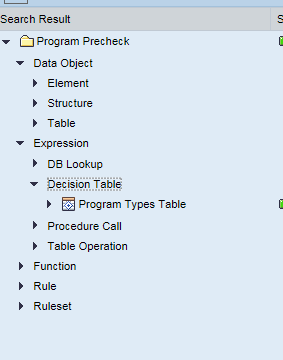 Search Result
S
Program Precheck
Data Object
Element
Structure
Table
Expression
DB Lookup
Decision Table
Program Types Table
Procedure Call
Table Operation
Function
Rule
Ruleset